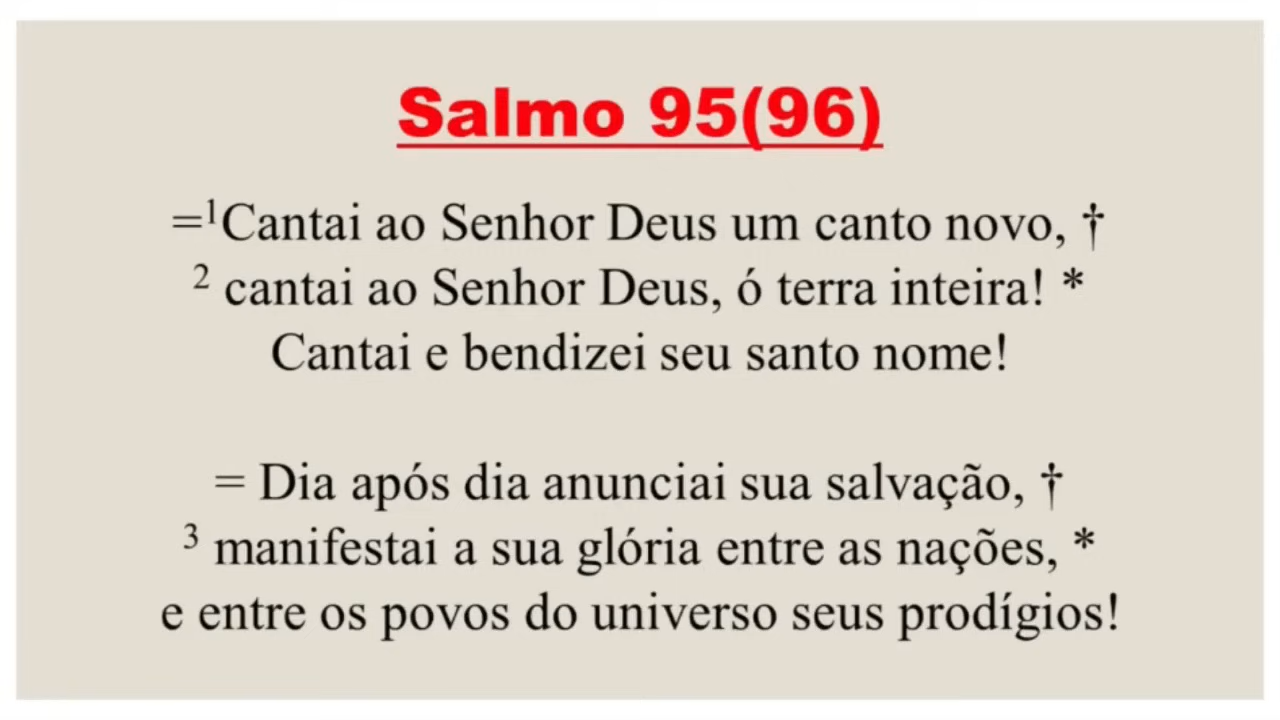 Salmo 95(96)
=¹Cantai ao Senhor Deus um canto novo, †
² cantai ao Senhor Deus, ó terra inteira! *
Cantai e bendizei seu santo nome!
= Dia após dia anunciai sua salvação, †
³ manifestai a sua glória entre as nações, *
e entre os povos do universo seus prodígios!